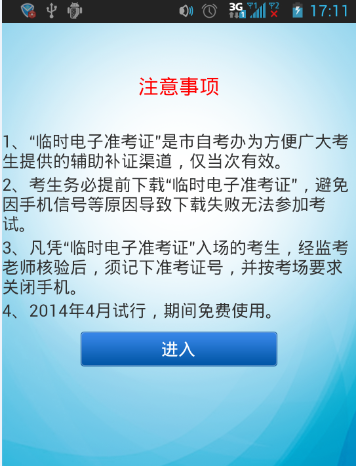 3G 17:11
注意事项
1、“临时电子准考证”是市自考办为方便广大考
生提供的辅助补证渠道，仅当次有效。
2、考生务必提前下载“临时电子准考证”，避免
因手机信号等原因导致下载失败无法参加考
试。
3、凡凭“临时电子准考证”入场的考生，经监考
老师核验后，须记下准考证号，并按考场要求
关闭手机。
4、2014年4月试行，期间免费使用。
进入